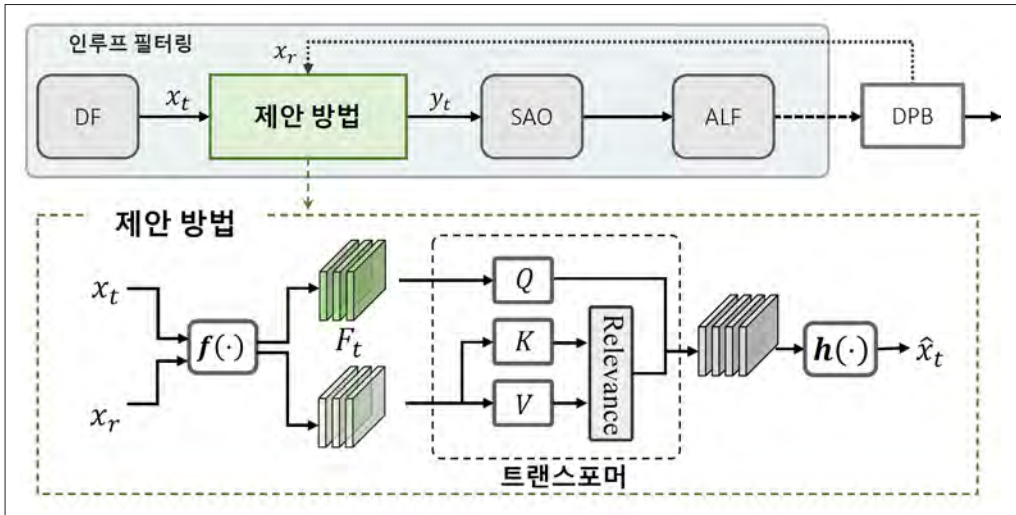 인루프 필터링
x_r
DF
x_t
제안 방법
y_t
SAO
ALF
DPB
제안 방법
x_t
x_r
f(·)
F_t
Q
K
V
Relevance
트랜스포머
h(·)
x̂_t